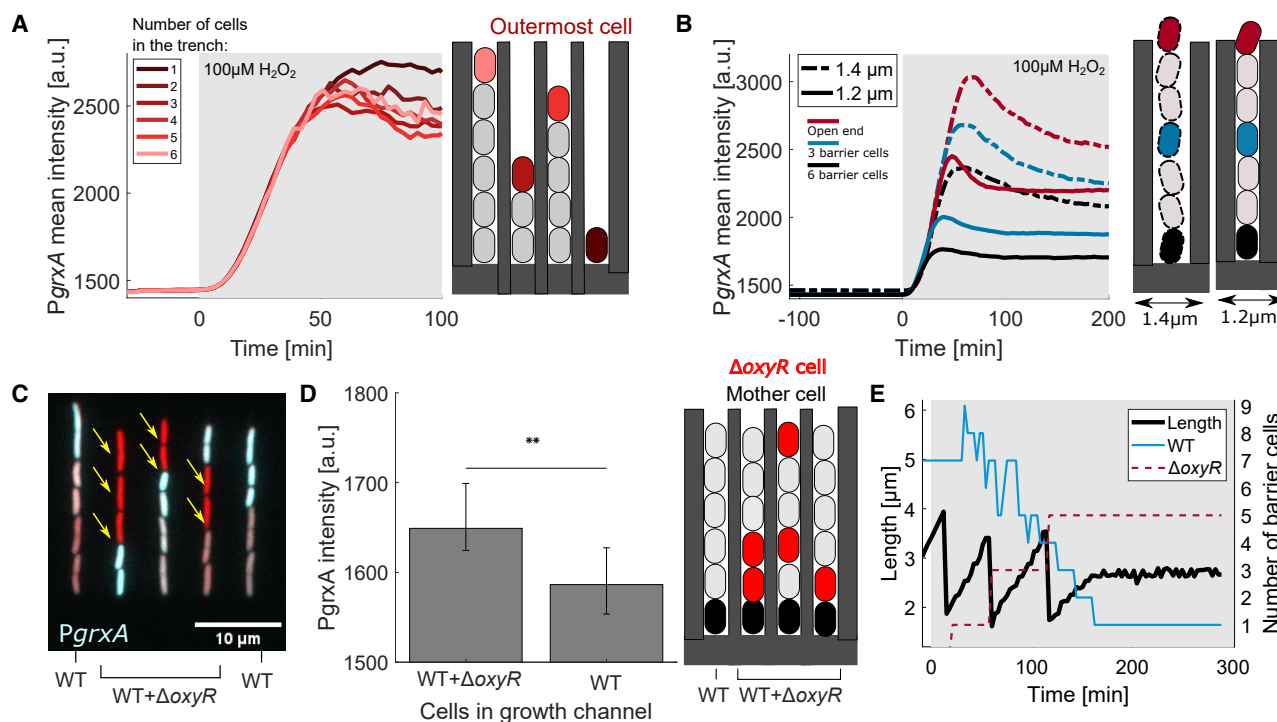 A
Number of cells
in the trench:
1
2
3
4
5
6
100µM H₂O₂
Outermost cell
PgrxA mean intensity [a.u.]
2500
2000
1500
0
50
100
Time [min]
B
1.4 µm
1.2 µm
Open end
3 barrier cells
6 barrier cells
100µM H₂O₂
PgrxA mean intensity [a.u.]
3000
2500
2000
1500
-100
0
100
200
Time [min]
1.4µm
1.2µm
C
PgrxA
10 µm
WT
WT+ΔoxyR
WT
D
PgrxA intensity [a.u.]
1800
1700
1600
1500
**
WT+ΔoxyR
WT
Cells in growth channel
ΔoxyR cell
Mother cell
WT
WT+ΔoxyR
E
Length
WT
ΔoxyR
Length [µm]
6
5
4
3
2
9
8
7
6
5
4
3
2
1
Number of barrier cells
0
100
200
300
Time [min]